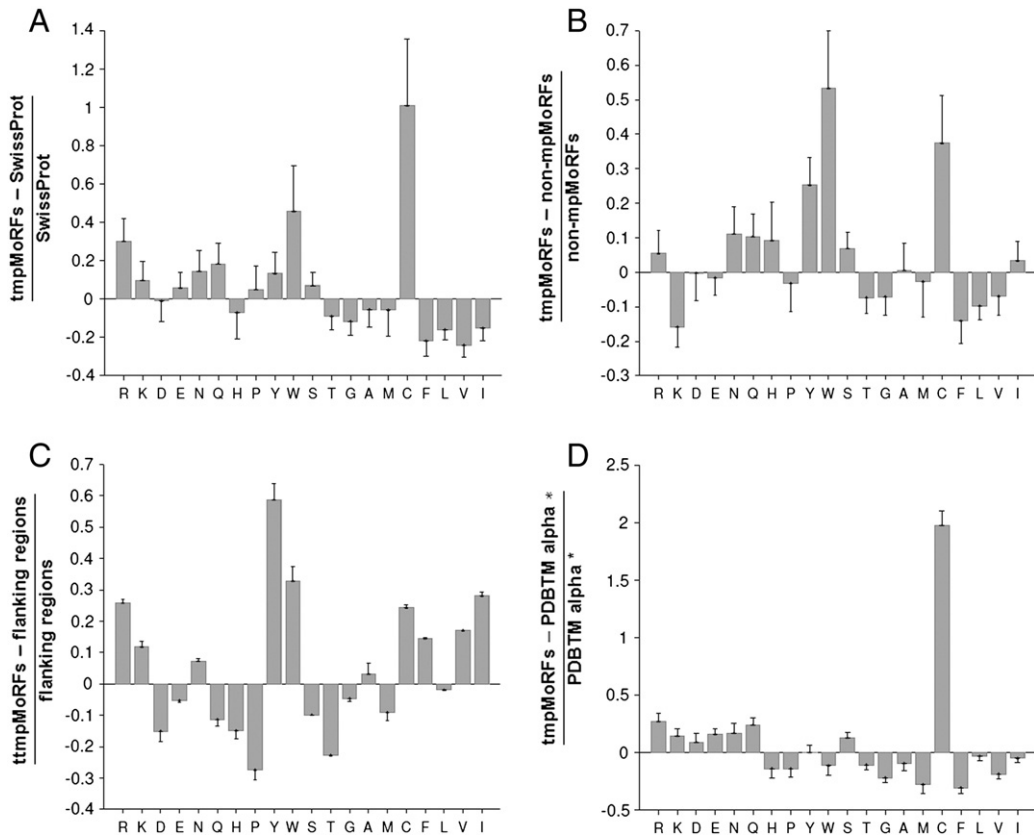 A
1.4
1.2
1
0.8
0.6
0.4
0.2
0
-0.2
-0.4
tmpMoRFs – SwissProt
SwissProt
R K D E N Q H P Y W S T G A M C F L V I
B
0.7
0.6
0.5
0.4
0.3
0.2
0.1
0
-0.1
-0.2
-0.3
tmpMoRFs – non-mpMoRFs
non-mpMoRFs
R K D E N Q H P Y W S T G A M C F L V I
C
0.7
0.6
0.5
0.4
0.3
0.2
0.1
0
-0.1
-0.2
-0.3
-0.4
ttmpMoRFs – flanking regions
flanking regions
R K D E N Q H P Y W S T G A M C F L V I
D
2.5
2
1.5
1
0.5
0
-0.5
tmpMoRFs – PDBTM alpha *
PDBTM alpha *
R K D E N Q H P Y W S T G A M C F L V I